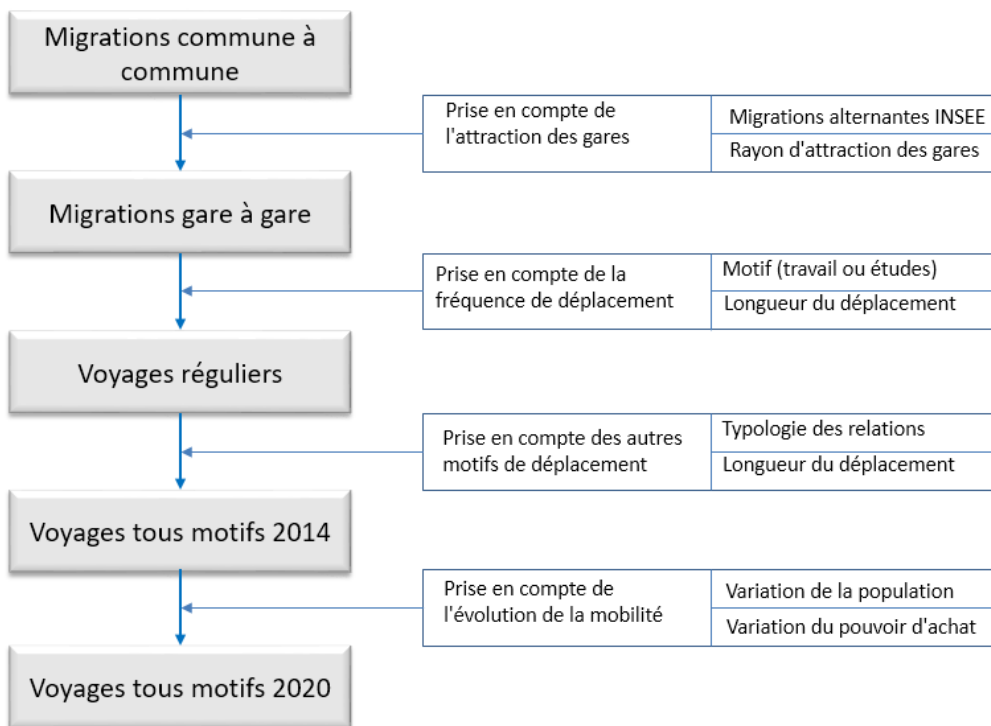 Migrations commune à
commune
Prise en compte de
l'attraction des gares
Migrations alternantes INSEE
Rayon d'attraction des gares
Migrations gare à gare
Prise en compte de la
fréquence de déplacement
Motif (travail ou études)
Longueur du déplacement
Voyages réguliers
Prise en compte des autres
motifs de déplacement
Typologie des relations
Longueur du déplacement
Voyages tous motifs 2014
Prise en compte de
l'évolution de la mobilité
Variation de la population
Variation du pouvoir d'achat
Voyages tous motifs 2020